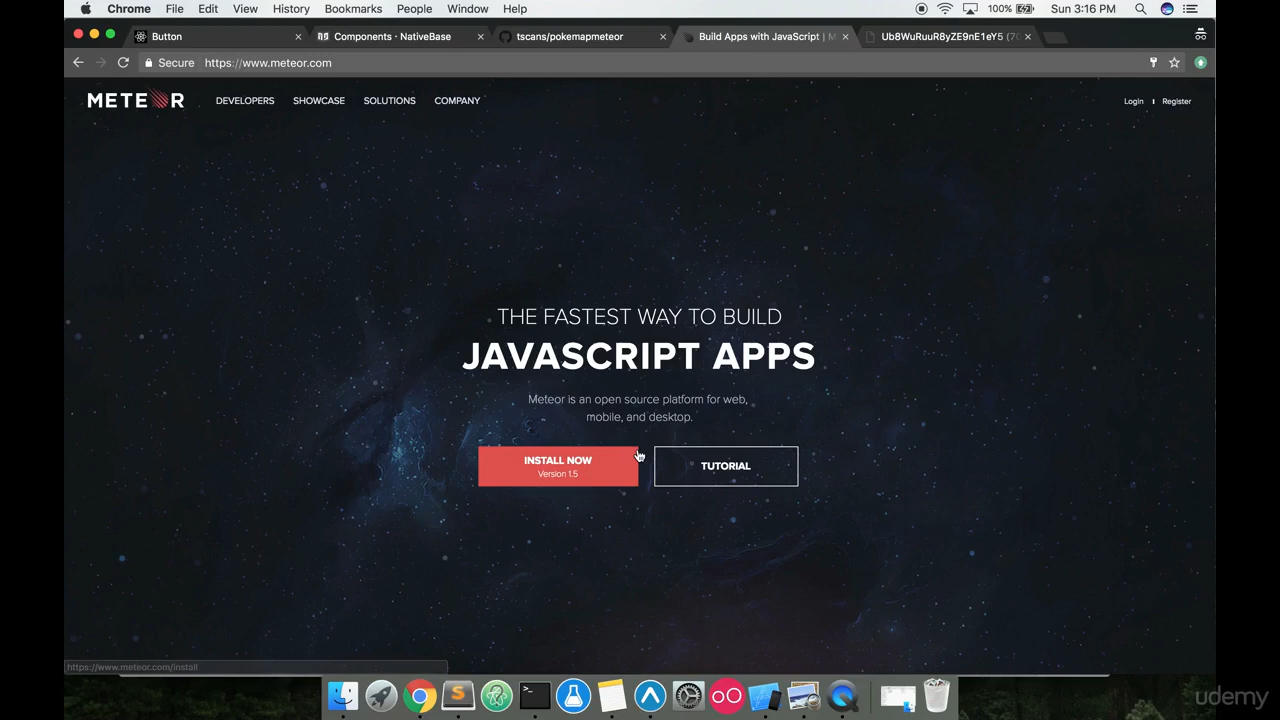 Chrome File Edit View History Bookmarks People Window Help 100% Sun 3:16 PM
Button Components · NativeBase tscans/pokemapmeteor Build Apps with JavaScript | M Ub8WuRuuR8yZE9nE1eY5 (70
Secure https://www.meteor.com
METEOR DEVELOPERS SHOWCASE SOLUTIONS COMPANY Login Register
THE FASTEST WAY TO BUILD
JAVASCRIPT APPS
Meteor is an open source platform for web,
mobile, and desktop.
INSTALL NOW
Version 1.5
TUTORIAL
https://www.meteor.com/install
udemy